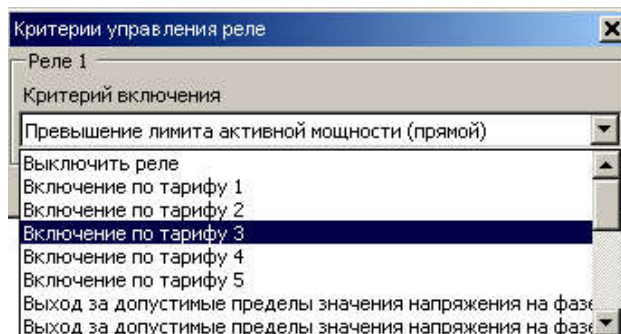 Критерии управления реле
Реле 1
Критерий включения
Превышение лимита активной мощности (прямой)
Выключить реле
Включение по тарифу 1
Включение по тарифу 2
Включение по тарифу 3
Включение по тарифу 4
Включение по тарифу 5
Выход за допустимые пределы значения напряжения на фазе
Выход за допустимые пределы значения напряжения на фазе